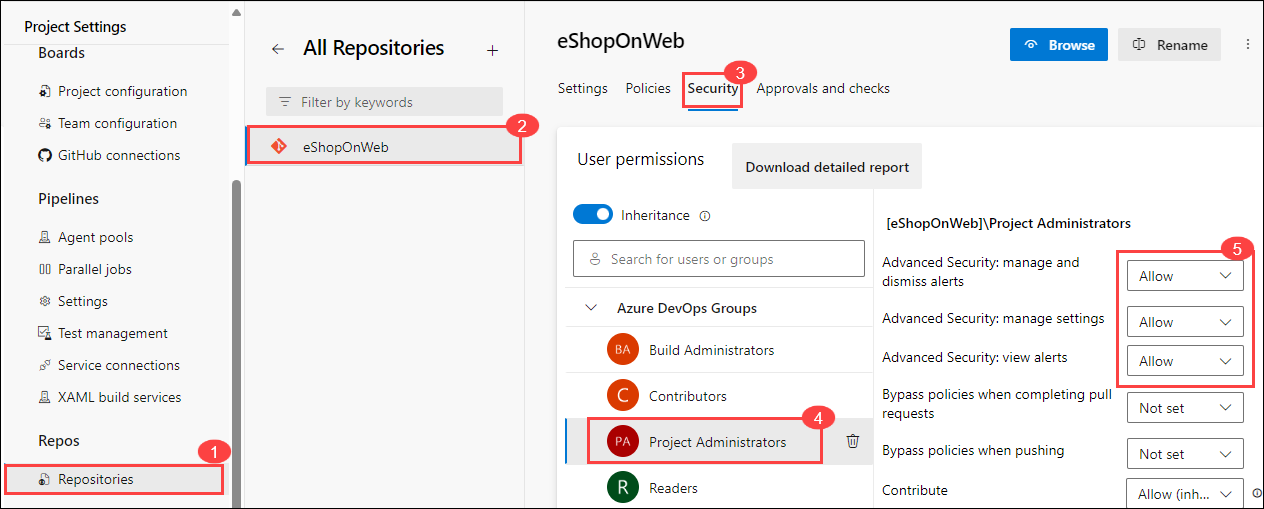 Project Settings
Boards
Project configuration
Team configuration
GitHub connections
Pipelines
Agent pools
Parallel jobs
Settings
Test management
Service connections
XAML build services
Repos
1
Repositories
All Repositories
Filter by keywords
2
eShopOnWeb
eShopOnWeb
Browse
Rename
3
Settings Policies Security Approvals and checks
User permissions
Download detailed report
Inheritance
Search for users or groups
Azure DevOps Groups
BA Build Administrators
C Contributors
4
PA Project Administrators
R Readers
[eShopOnWeb]\Project Administrators
5
Advanced Security: manage and
dismiss alerts
Allow
Advanced Security: manage settings
Allow
Advanced Security: view alerts
Allow
Bypass policies when completing pull
requests
Not set
Bypass policies when pushing
Not set
Contribute
Allow (inh...